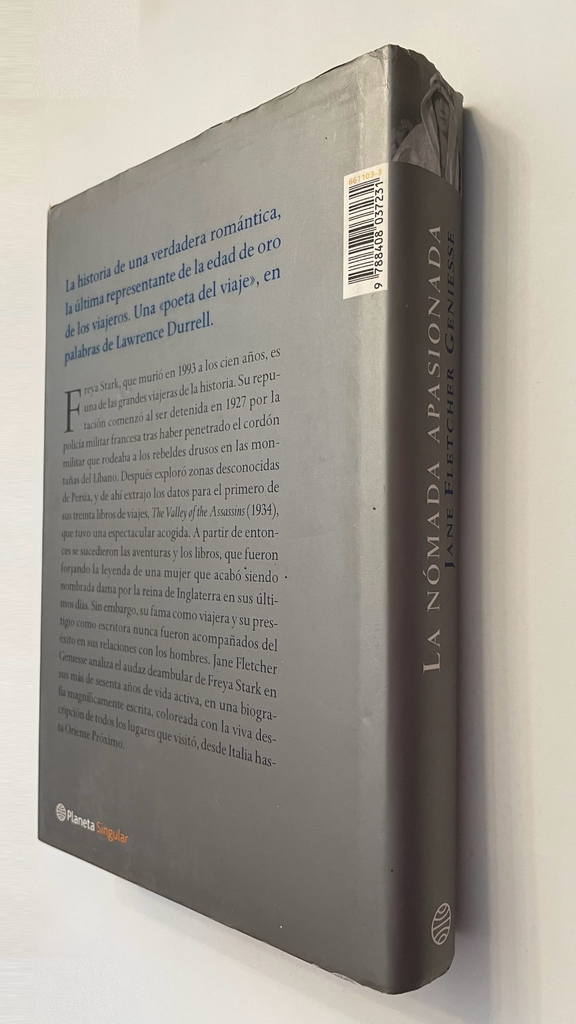 La historia de una verdadera romántica,
la última representante de la edad de oro
de los viajeros. Una «poeta del viaje», en
palabras de Lawrence Durrell.
Freya Stark, que murió en 1993 a los cien años, es
una de las grandes viajeras de la historia. Su repu-
tación comenzó al ser detenida en 1927 por la
policía militar francesa tras haber penetrado el cordón
militar que rodeaba a los rebeldes drusos en las mon-
tañas del Líbano. Después exploró zonas desconocidas
de Persia, y de ahí extrajo los datos para el primero de
sus treinta libros de viajes, The Valley of the Assassins (1934),
que tuvo una espectacular acogida. A partir de enton-
ces se sucedieron las aventuras y los libros, que fueron
forjando la leyenda de una mujer que acabó siendo
nombrada dama por la reina de Inglaterra en sus últi-
mos días. Sin embargo, su fama como viajera y su pres-
tigio como escritora nunca fueron acompañados del
éxito en sus relaciones con los hombres. Jane Fletcher
Geniesse analiza el audaz deambular de Freya Stark en
sus más de sesenta años de vida activa, en una biogra-
fía magníficamente escrita, coloreada con la viva des-
cripción de todos los lugares que visitó, desde Italia has-
ta Oriente Próximo.
Planeta Singular
661103-3
9 788408 037231
LA NÓMADA APASIONADA
JANE FLETCHER GENIESSE